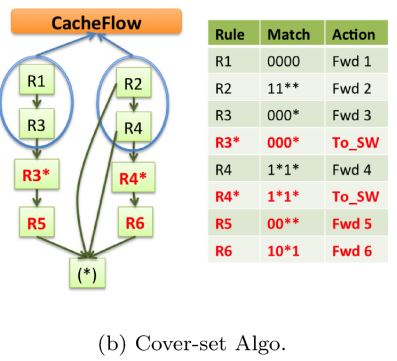 CacheFlow
R1
R3
R3*
R5
R2
R4
R4*
R6
(*)
Rule Match Action
R1 0000 Fwd 1
R2 11** Fwd 2
R3 000* Fwd 3
R3* 000* To_SW
R4 1*1* Fwd 4
R4* 1*1* To_SW
R5 00** Fwd 5
R6 10*1 Fwd 6
(b) Cover-set Algo.